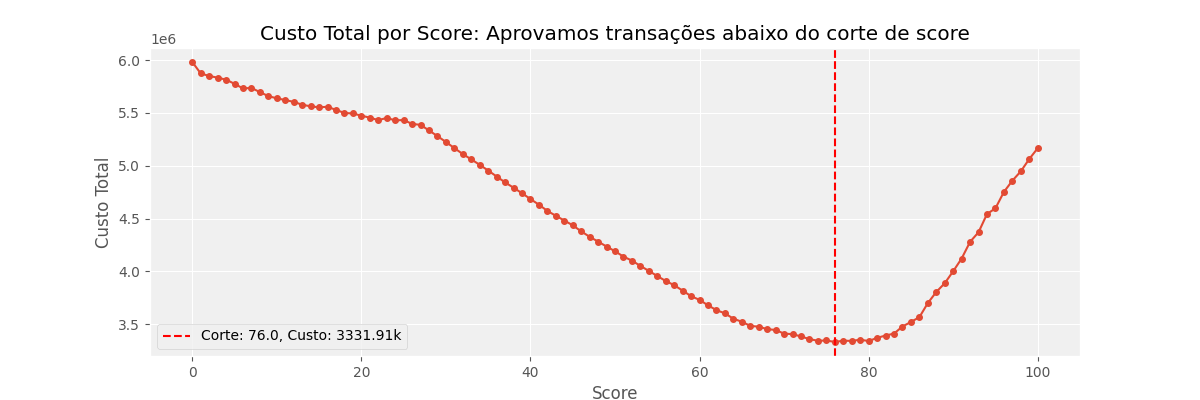 Custo Total por Score: Aprovamos transações abaixo do corte de score
1e6
6.0
5.5
5.0
4.5
4.0
3.5
Custo Total
Corte: 76.0, Custo: 3331.91k
0 20 40 60 80 100
Score